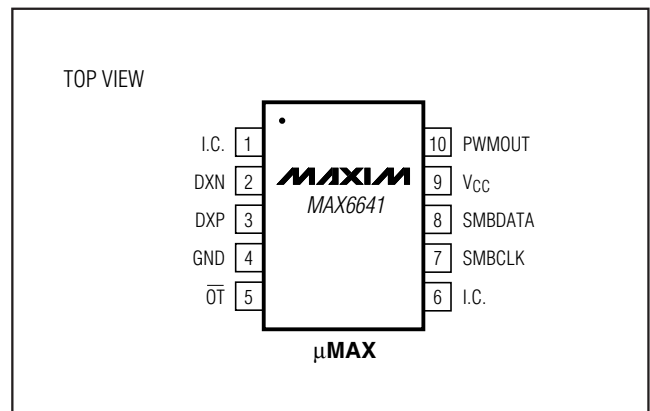 TOP VIEW
I.C. 1
DXN 2
DXP 3
GND 4
O̅T̅ 5
MAXIM
MAX6641
10 PWMOUT
9 VCC
8 SMBDATA
7 SMBCLK
6 I.C.
µMAX